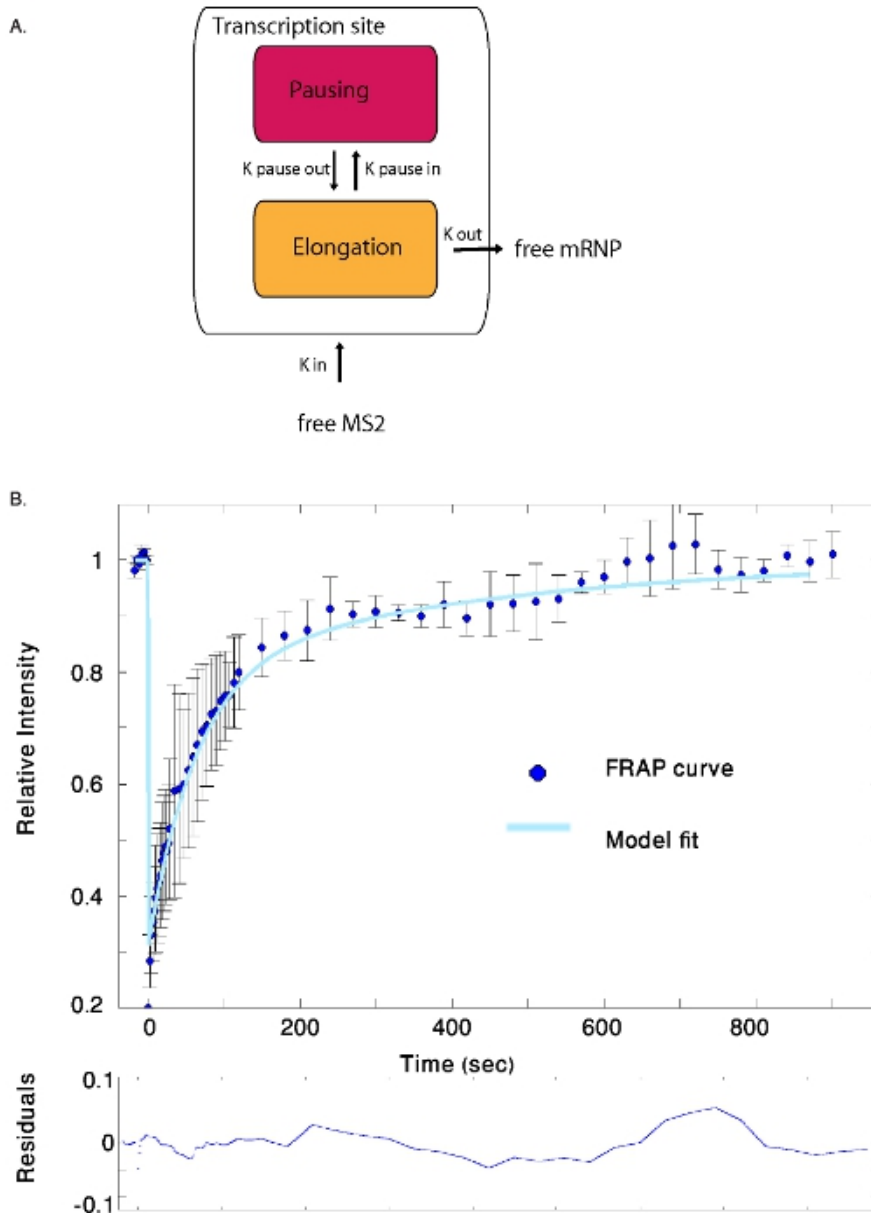 A.
Transcription site
Pausing
K pause out
K pause in
Elongation
K out
free mRNP
K in
free MS2
B.
1
0.8
0.6
0.4
0.2
Relative Intensity
FRAP curve
Model fit
0 200 400 600 800
Time (sec)
Residuals
0.1
0
-0.1